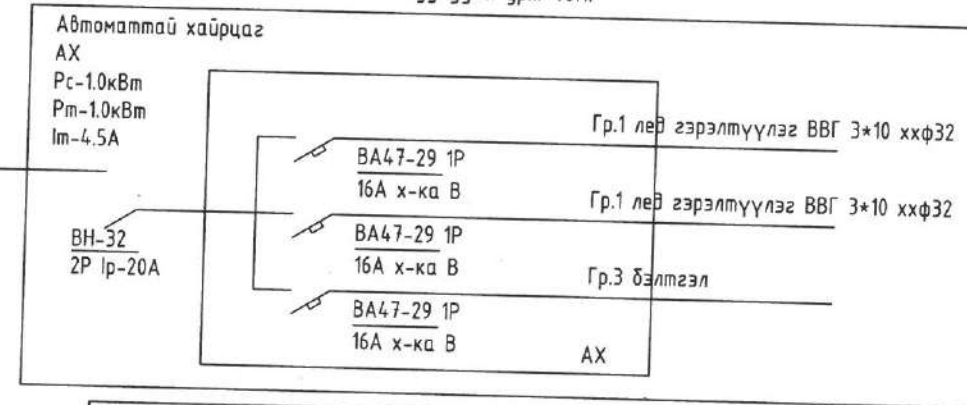 Автоматтай хайрцаг
АХ
Рс-1.0кВт
Рт-1.0кВт
Iт-4.5А
Гр.1 лед гэрэлтүүлэг ВВГ 3*10 ххф32
ВА47-29 1Р
16А х-ка В
Гр.1 лед гэрэлтүүлэг ВВГ 3*10 ххф32
ВН-32
2Р Iр-20А
ВА47-29 1Р
16А х-ка В
Гр.3 бэлтгэл
ВА47-29 1Р
16А х-ка В
АХ